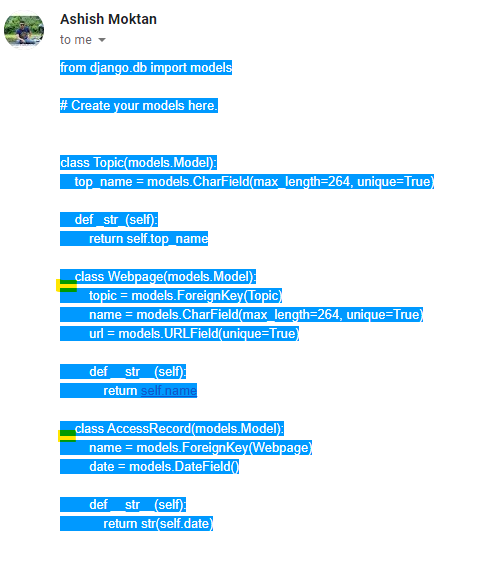 Ashish Moktan
to me
from django.db import models
# Create your models here.
class Topic(models.Model):
    top_name = models.CharField(max_length=264, unique=True)
    def _str_(self):
        return self.top_name
    class Webpage(models.Model):
        topic = models.ForeignKey(Topic)
        name = models.CharField(max_length=264, unique=True)
        url = models.URLField(unique=True)
        def __str__(self):
            return self.name
    class AccessRecord(models.Model):
        name = models.ForeignKey(Webpage)
        date = models.DateField()
        def __str__(self):
            return str(self.date)